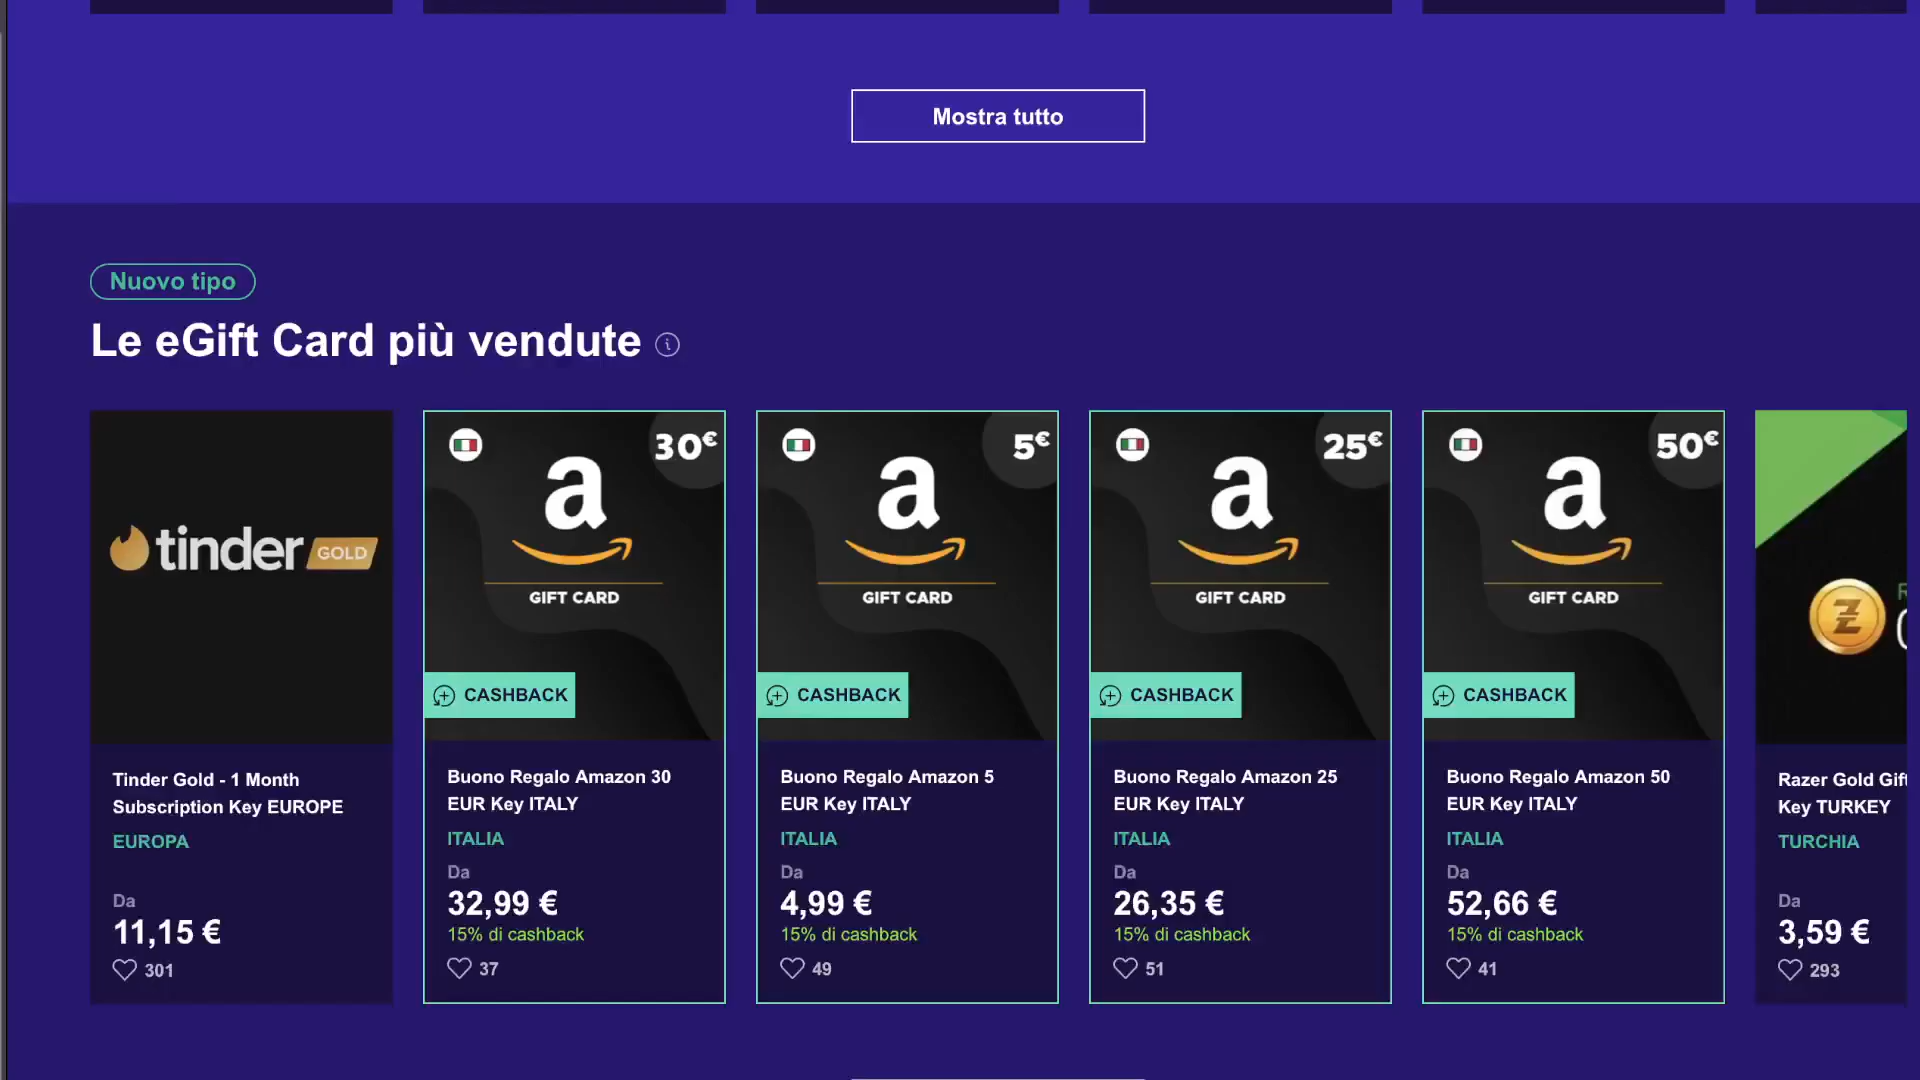 Mostra tutto
Nuovo tipo
Le eGift Card più vendute
tinder GOLD
Tinder Gold - 1 Month
Subscription Key EUROPE
EUROPA
Da
11,15 €
301
30€
a
GIFT CARD
CASHBACK
Buono Regalo Amazon 30
EUR Key ITALY
ITALIA
Da
32,99 €
15% di cashback
37
5€
a
GIFT CARD
CASHBACK
Buono Regalo Amazon 5
EUR Key ITALY
ITALIA
Da
4,99 €
15% di cashback
49
25€
a
GIFT CARD
CASHBACK
Buono Regalo Amazon 25
EUR Key ITALY
ITALIA
Da
26,35 €
15% di cashback
51
50€
a
GIFT CARD
CASHBACK
Buono Regalo Amazon 50
EUR Key ITALY
ITALIA
Da
52,66 €
15% di cashback
41
Razer Gold Gift
Key TURKEY
TURCHIA
Da
3,59 €
293